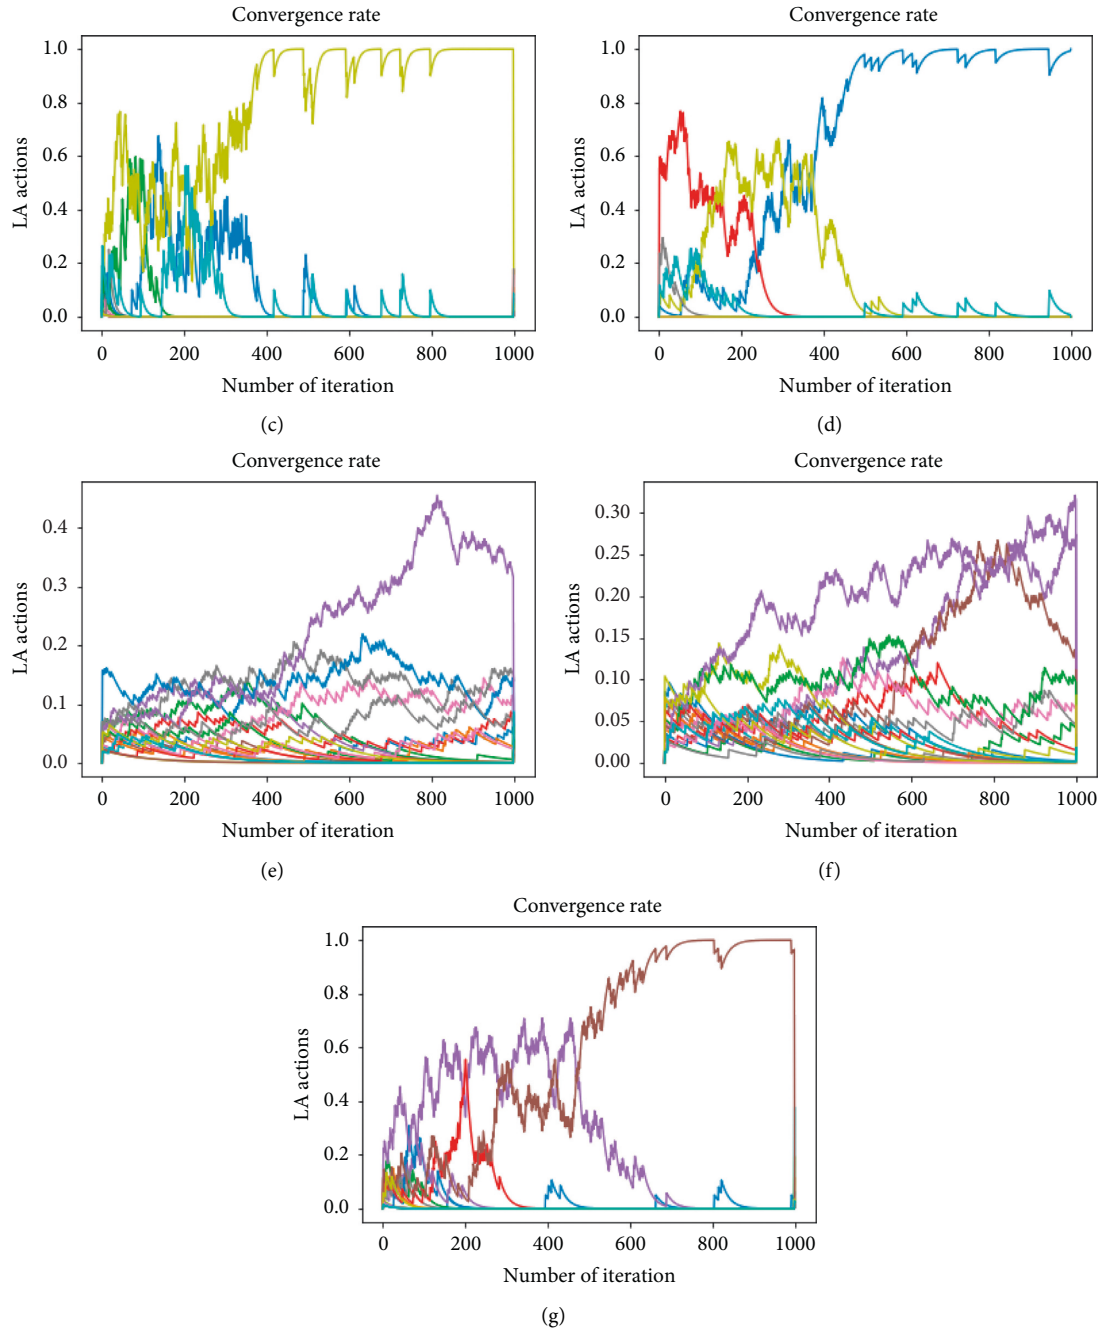 Convergence rate
1.0
0.8
0.6
0.4
0.2
0.0
LA actions
0 200 400 600 800 1000
Number of iteration
(c)
Convergence rate
1.0
0.8
0.6
0.4
0.2
0.0
LA actions
0 200 400 600 800 1000
Number of iteration
(d)
Convergence rate
0.4
0.3
0.2
0.1
0.0
LA actions
0 200 400 600 800 1000
Number of iteration
(e)
Convergence rate
0.30
0.25
0.20
0.15
0.10
0.05
0.00
LA actions
0 200 400 600 800 1000
Number of iteration
(f)
Convergence rate
1.0
0.8
0.6
0.4
0.2
0.0
LA actions
0 200 400 600 800 1000
Number of iteration
(g)